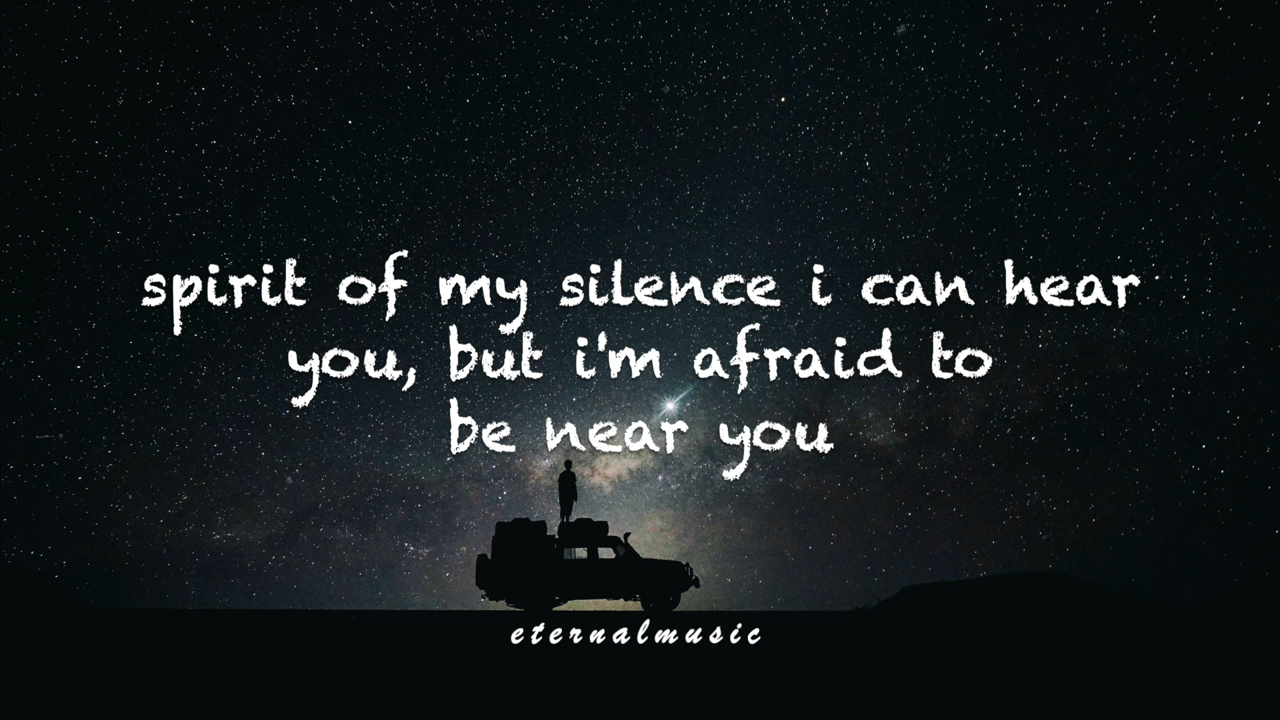 spirit of my silence i can hear
you, but i'm afraid to
be near you
eternalmusic